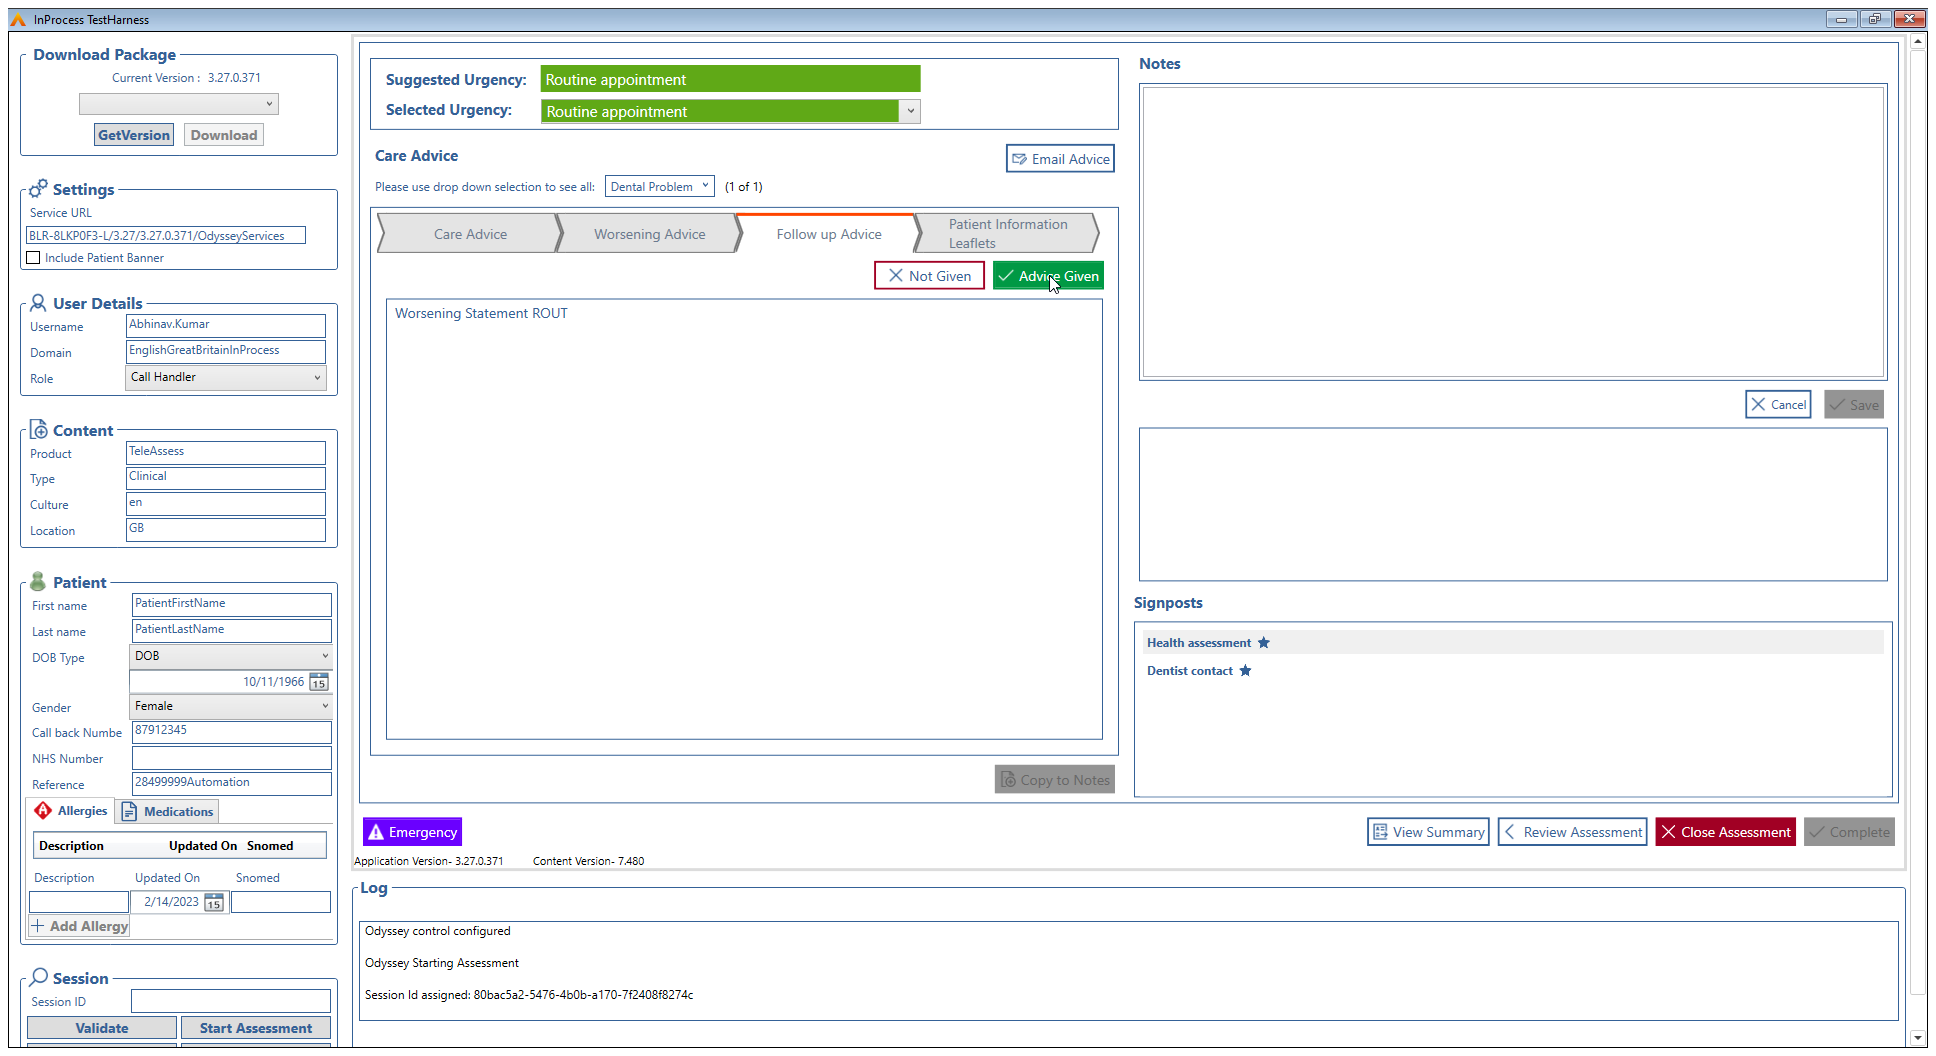 InProcess TestHarness
Download Package
Current Version : 3.27.0.371
GetVersion
Download
Settings
Service URL
BLR-8LKP0F3-L/3.27/3.27.0.371/OdysseyServices
Include Patient Banner
User Details
Username
Abhinav.Kumar
Domain
EnglishGreatBritainInProcess
Role
Call Handler
Content
Product
TeleAssess
Type
Clinical
Culture
en
Location
GB
Patient
First name
PatientFirstName
Last name
PatientLastName
DOB Type
DOB
10/11/1966
15
Gender
Female
Call back Numbe
87912345
NHS Number
Reference
28499999Automation
A Allergies
Medications
Description Updated On Snomed
Description Updated On Snomed
2/14/2023 15
Add Allergy
Session
Session ID
Validate
Start Assessment
Suggested Urgency: Routine appointment
Selected Urgency: Routine appointment
Care Advice
Email Advice
Please use drop down selection to see all: Dental Problem (1 of 1)
Care Advice
Worsening Advice
Follow up Advice
Patient Information
Leaflets
Not Given
Advice Given
Worsening Statement ROUT
Copy to Notes
Notes
Cancel
Save
Signposts
Health assessment
Dentist contact
Emergency
View Summary
Review Assessment
Close Assessment
Complete
Application Version- 3.27.0.371 Content Version- 7.480
Log
Odyssey control configured
Odyssey Starting Assessment
Session Id assigned: 80bac5a2-5476-4b0b-a170-7f2408f8274c